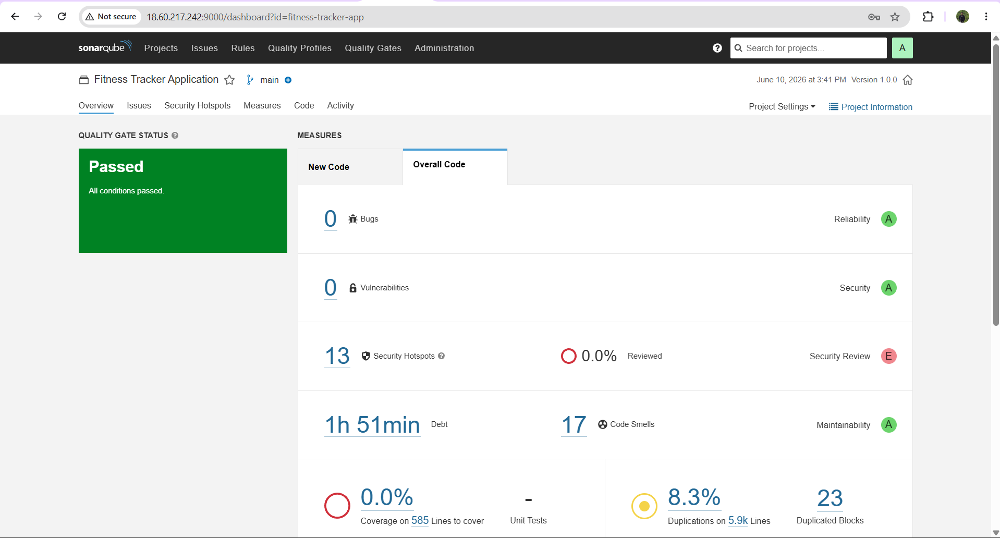 Not secure 18.60.217.242:9000/dashboard?id=fitness-tracker-app
sonarqube Projects Issues Rules Quality Profiles Quality Gates Administration ? Search for projects... A
Fitness Tracker Application main June 10, 2026 at 3:41 PM Version 1.0.0
Overview Issues Security Hotspots Measures Code Activity Project Settings Project Information
QUALITY GATE STATUS ?
Passed
All conditions passed.
MEASURES
New Code Overall Code
0 Bugs Reliability A
0 Vulnerabilities Security A
13 Security Hotspots ? 0.0% Reviewed Security Review E
1h 51min Debt 17 Code Smells Maintainability A
0.0% - 8.3% 23
Coverage on 585 Lines to cover Unit Tests Duplications on 5.9k Lines Duplicated Blocks